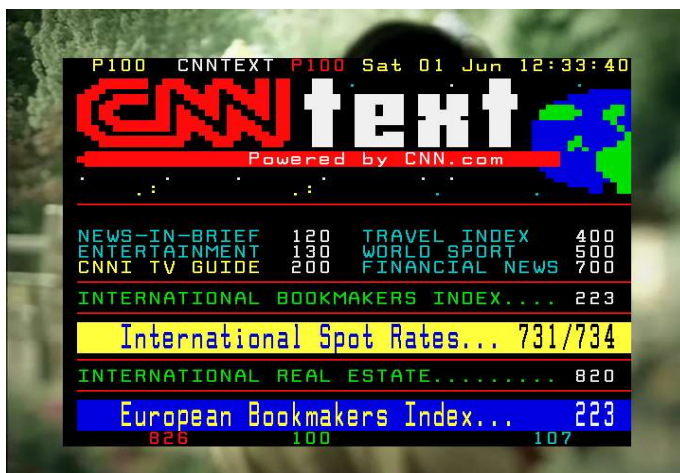 P100 CNNTEXT P100 Sat 01 Jun 12:33:40
CNN text
Powered by CNN.com
NEWS-IN-BRIEF 120 TRAVEL INDEX 400
ENTERTAINMENT 130 WORLD SPORT 500
CNNI TV GUIDE 200 FINANCIAL NEWS 700
INTERNATIONAL BOOKMAKERS INDEX.... 223
International Spot Rates... 731/734
INTERNATIONAL REAL ESTATE......... 820
European Bookmakers Index... 223
826 100 107